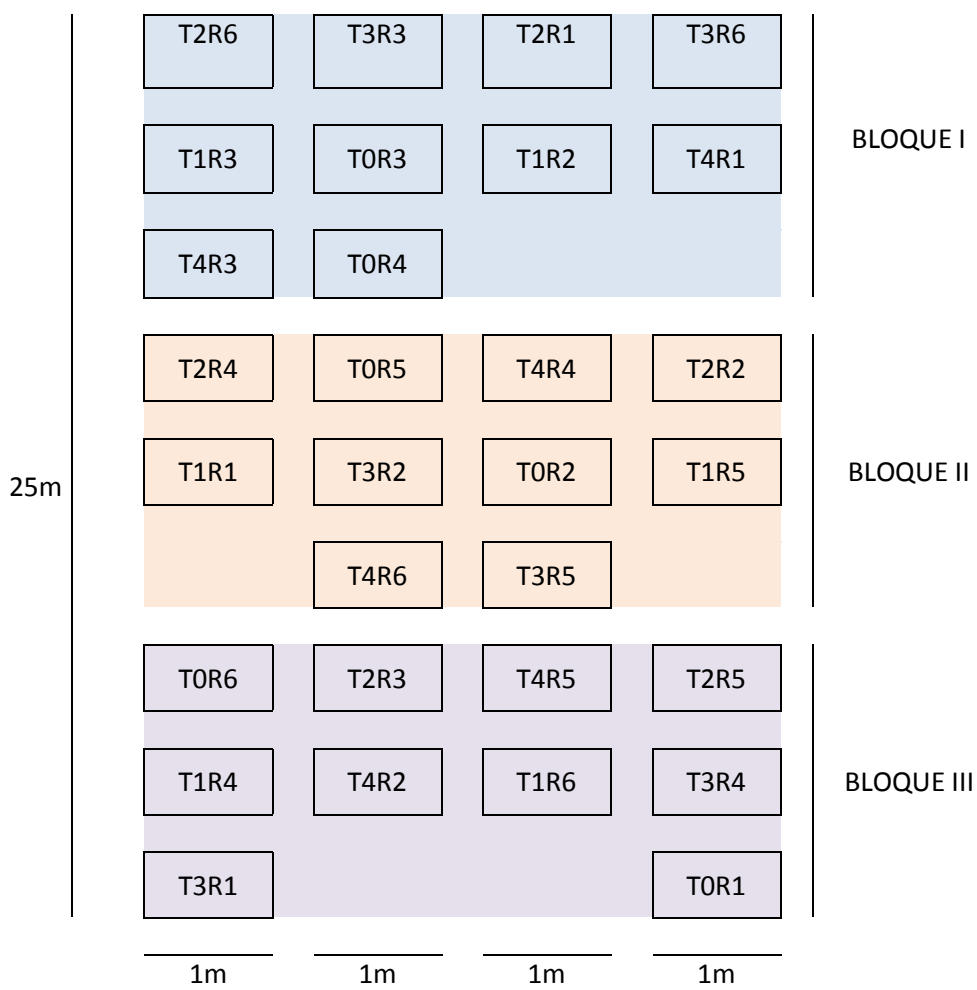 T2R6 T3R3 T2R1 T3R6
BLOQUE I
T1R3 T0R3 T1R2 T4R1
T4R3 T0R4
T2R4 T0R5 T4R4 T2R2
25m
T1R1 T3R2 T0R2 T1R5
BLOQUE II
T4R6 T3R5
T0R6 T2R3 T4R5 T2R5
T1R4 T4R2 T1R6 T3R4
BLOQUE III
T3R1 T0R1
1m 1m 1m 1m